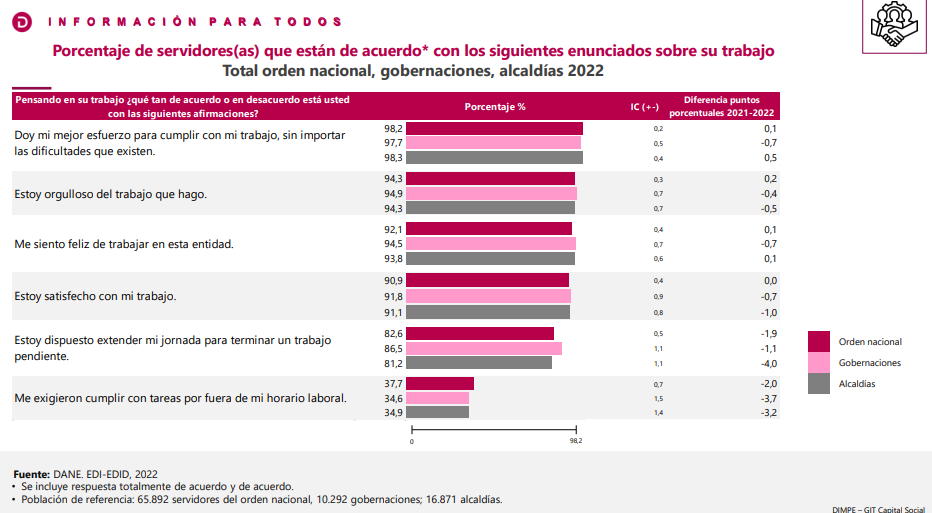 INFORMACIÓN PARA TODOS
Porcentaje de servidores(as) que están de acuerdo* con los siguientes enunciados sobre su trabajo
Total orden nacional, gobernaciones, alcaldías 2022
Pensando en su trabajo ¿qué tan de acuerdo o en desacuerdo está usted
con las siguientes afirmaciones?
Porcentaje %
IC (+-)
Diferencia puntos
porcentuales 2021-2022
Doy mi mejor esfuerzo para cumplir con mi trabajo, sin importar
las dificultades que existen.
98,2 0,2 0,1
97,7 0,5 -0,7
98,3 0,4 0,5
Estoy orgulloso del trabajo que hago.
94,3 0,3 0,2
94,9 0,7 -0,4
94,3 0,7 -0,5
Me siento feliz de trabajar en esta entidad.
92,1 0,4 0,1
94,5 0,7 -0,7
93,8 0,6 0,1
Estoy satisfecho con mi trabajo.
90,9 0,4 0,0
91,8 0,9 -0,7
91,1 0,8 -1,0
Estoy dispuesto extender mi jornada para terminar un trabajo
pendiente.
82,6 0,5 -1,9
86,5 1,1 -1,1
81,2 1,1 -4,0
Me exigieron cumplir con tareas por fuera de mi horario laboral.
37,7 0,7 -2,0
34,6 1,5 -3,7
34,9 1,4 -3,2
0 98,2
Orden nacional
Gobernaciones
Alcaldías
Fuente: DANE. EDI-EDID, 2022
• Se incluye respuesta totalmente de acuerdo y de acuerdo.
• Población de referencia: 65.892 servidores del orden nacional, 10.292 gobernaciones; 16.871 alcaldías.
DIMPE – GIT Capital Social